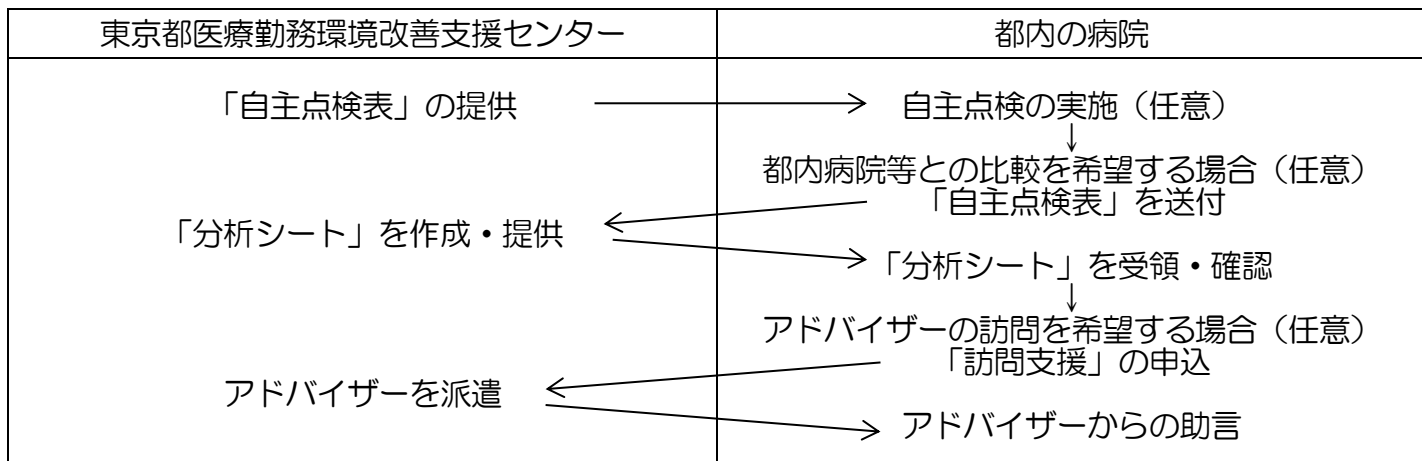 東京都医療勤務環境改善支援センター
都内の病院
「自主点検表」の提供
自主点検の実施（任意）
都内病院等との比較を希望する場合（任意）
「自主点検表」を送付
「分析シート」を作成・提供
「分析シート」を受領・確認
アドバイザーの訪問を希望する場合（任意）
「訪問支援」の申込
アドバイザーを派遣
アドバイザーからの助言